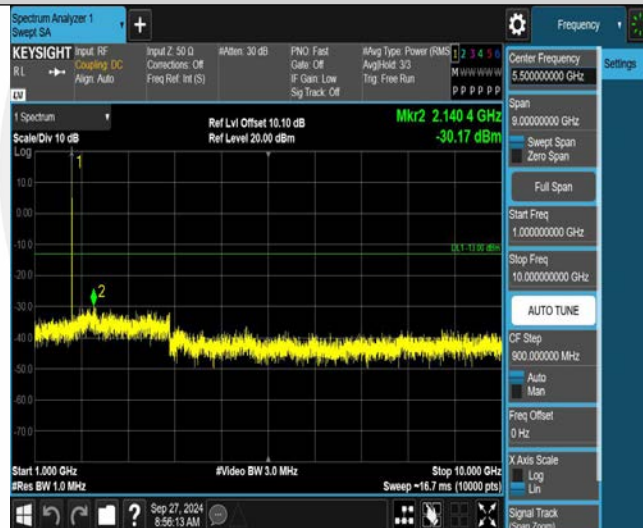 Spectrum Analyzer 1
Swept SA
Frequency
KEYSIGHT
RL
Input: RF
Coupling: DC
Align: Auto
Input Z: 50 Ω
Corrections: Off
Freq Ref: Int (S)
#Atten: 30 dB
PNO: Fast
Gate: Off
IF Gain: Low
Sig Track: Off
#Avg Type: Power (RMS
Avg|Hold: 3/3
Trig: Free Run
1 2 3 4 5 6
M W W W W W
P P P P P P
1 Spectrum
Scale/Div 10 dB
Log
Ref Lvl Offset 10.10 dB
Ref Level 20.00 dBm
Mkr2 2.140 4 GHz
-30.17 dBm
1
10.0
0.00
-10.0
DL1 -13.00 dBm
-20.0
2
-30.0
-40.0
-50.0
-60.0
-70.0
Start 1.000 GHz
#Res BW 1.0 MHz
#Video BW 3.0 MHz
Stop 10.000 GHz
Sweep ~16.7 ms (10000 pts)
Center Frequency
5.500000000 GHz
Settings
Span
9.00000000 GHz
Swept Span
Zero Span
Full Span
Start Freq
1.000000000 GHz
Stop Freq
10.000000000 GHz
AUTO TUNE
CF Step
900.000000 MHz
Auto
Man
Freq Offset
0 Hz
X Axis Scale
Log
Lin
Signal Track
(Span Zoom)
?
Sep 27, 2024
8:56:13 AM